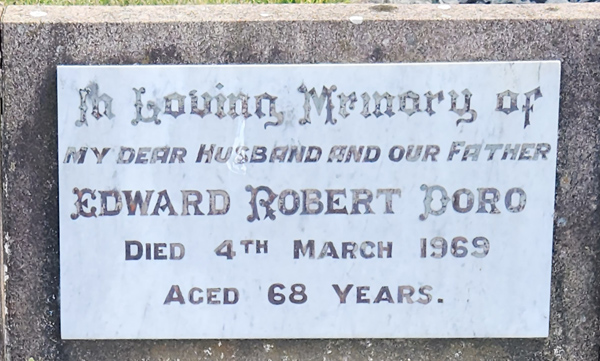 In Loving Memory of
MY DEAR HUSBAND AND OUR FATHER
EDWARD ROBERT DORO
DIED 4TH MARCH 1969
AGED 68 YEARS.